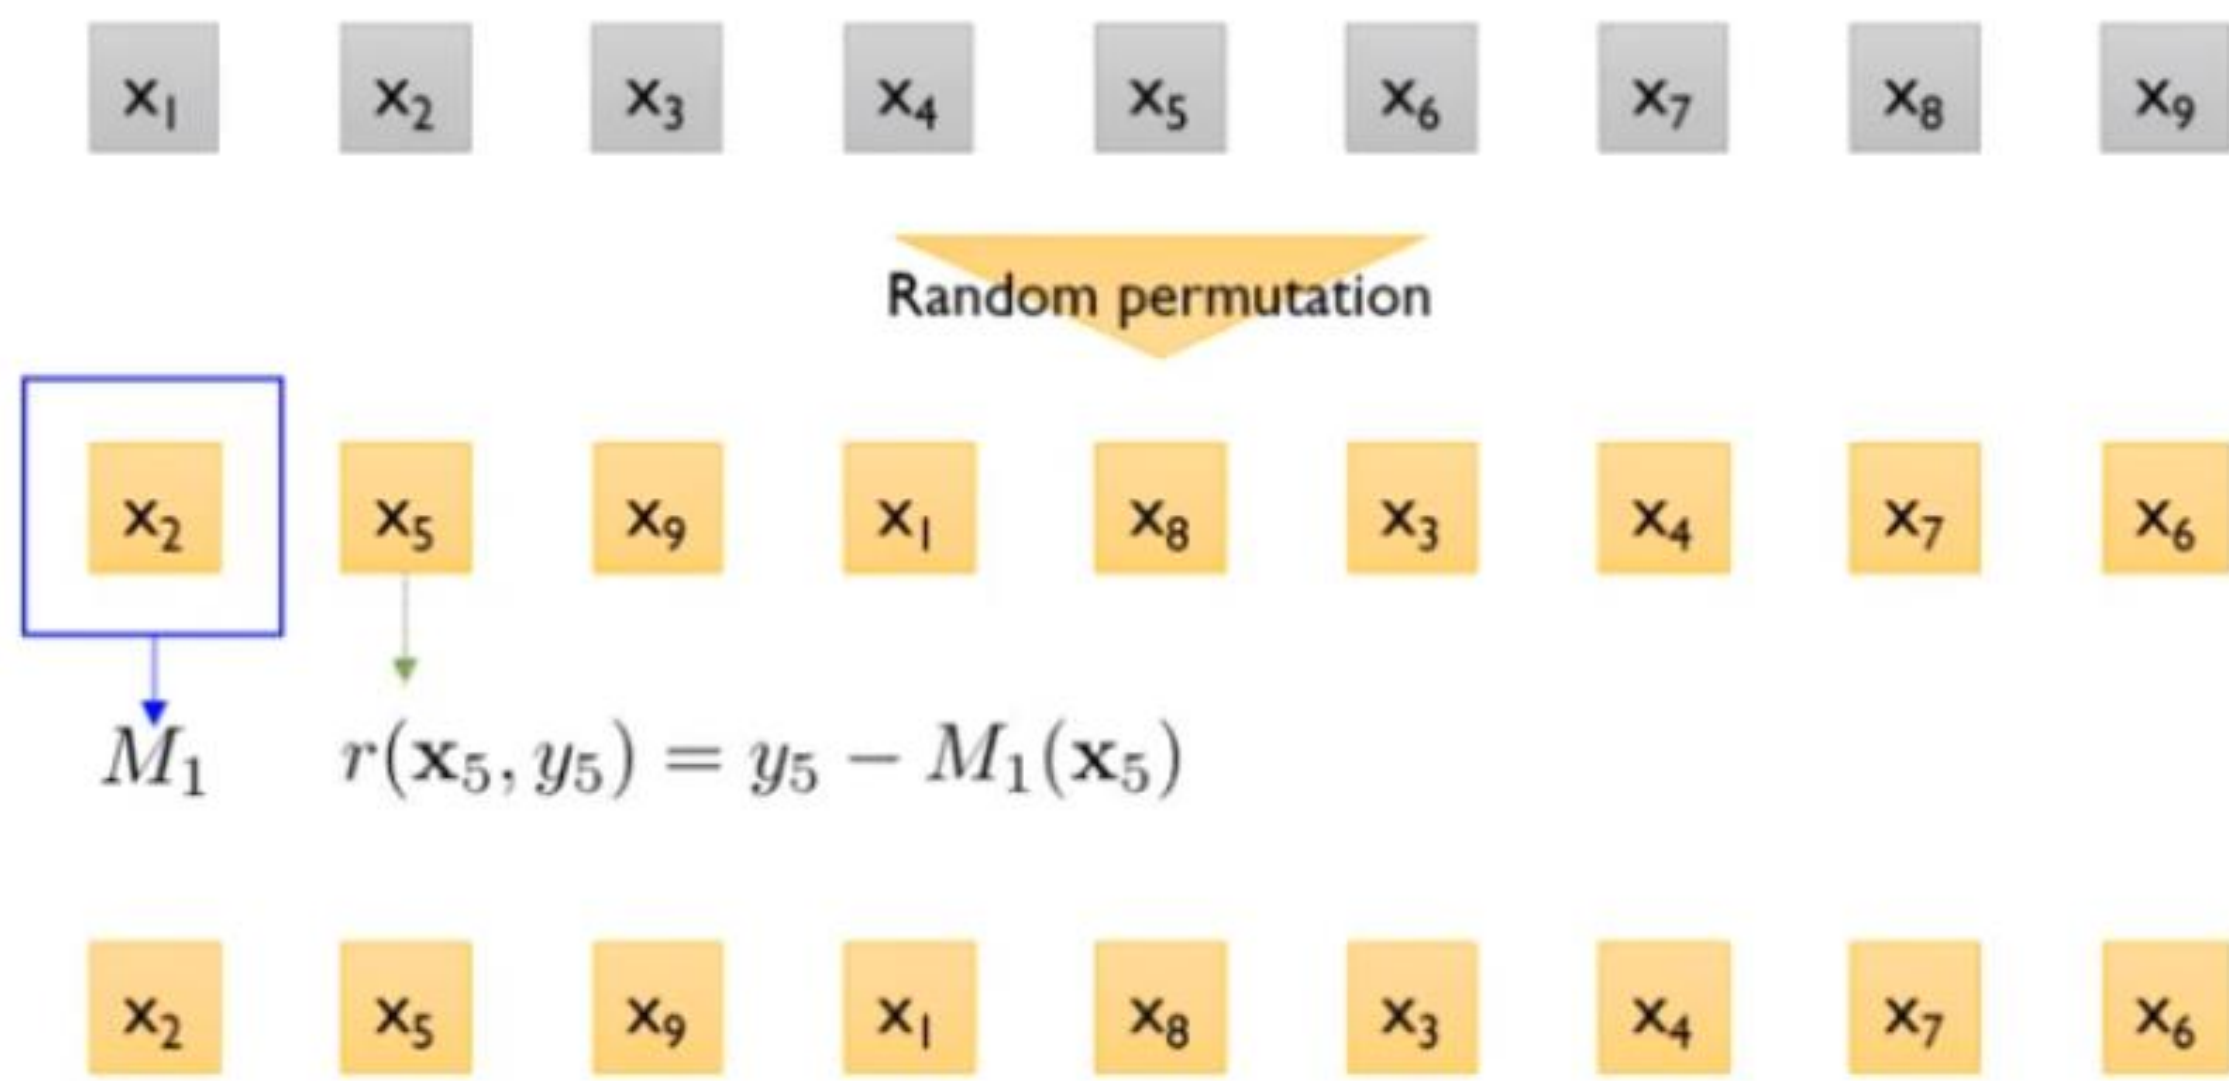 x₁ x₂ x₃ x₄ x₅ x₆ x₇ x₈ x₉
Random permutation
x₂ x₅ x₉ x₁ x₈ x₃ x₄ x₇ x₆
M₁ r(x₅, y₅) = y₅ − M₁(x₅)
x₂ x₅ x₉ x₁ x₈ x₃ x₄ x₇ x₆